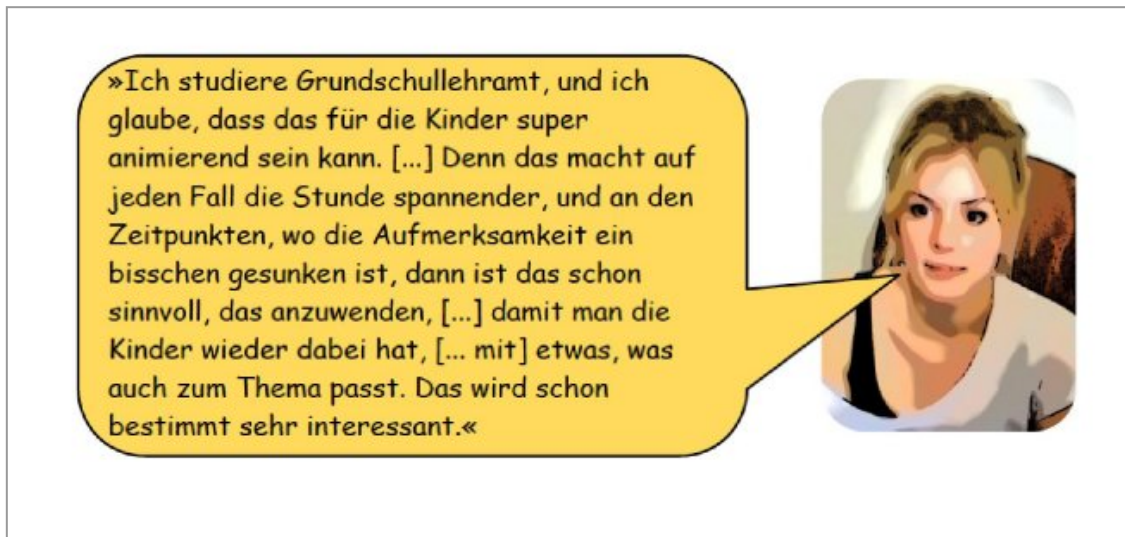 »Ich studiere Grundschullehramt, und ich
glaube, dass das für die Kinder super
animierend sein kann. [...] Denn das macht auf
jeden Fall die Stunde spannender, und an den
Zeitpunkten, wo die Aufmerksamkeit ein
bisschen gesunken ist, dann ist das schon
sinnvoll, das anzuwenden, [...] damit man die
Kinder wieder dabei hat, [... mit] etwas, was
auch zum Thema passt. Das wird schon
bestimmt sehr interessant.«